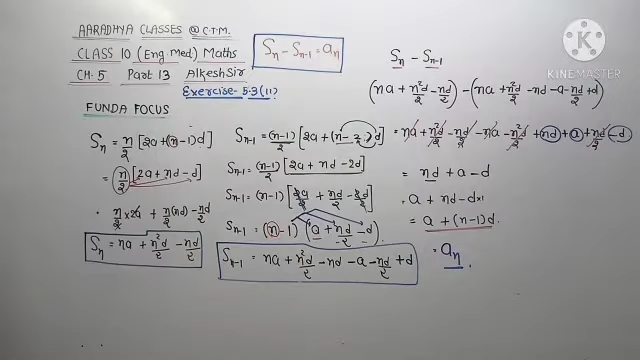 AARADHYA CLASSES @ C.T.M.
CLASS 10 (Eng. Med.) Maths
CH. 5 Part 13 Alkesh Sir
Exercise-5.3 (11)
Sn - Sn-1 = an
KINEMASTER
FUNDA FOCUS
Sn = n/2 [2a+(n-1)d]
= n/2 [2a + nd - d]
n/2 × 2a + n/2 (nd) - nd/2
Sn = na + n²d/2 - nd/2
Sn-1 = (n-1)/2 [2a + (n-2)d]
Sn-1 = (n-1)/2 [2a + nd - 2d]
Sn-1 = (n-1) [2a/2 + nd/2 - 2d/2]
Sn-1 = (n-1) (a + nd/2 - d)
Sn-1 = na + n²d/2 - nd - a - nd/2 + d
Sn - Sn-1
(na + n²d/2 - nd/2) - (na + n²d/2 - nd - a - nd/2 + d)
= na + n²d/2 - nd/2 - na - n²d/2 + nd + a + nd/2 - d
= nd + a - d
= a + nd - d×1
= a + (n-1)d.
= an.